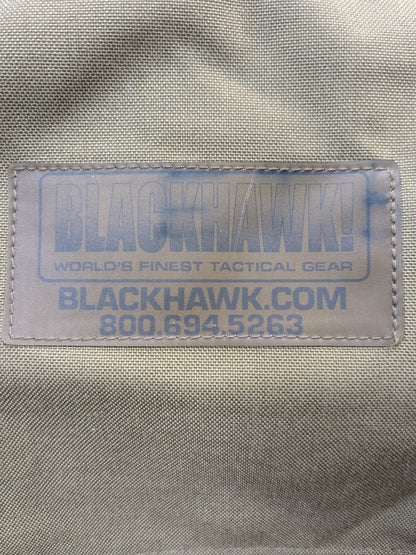 BLACKHAWK!
WORLD'S FINEST TACTICAL GEAR
BLACKHAWK.COM
800.694.5263